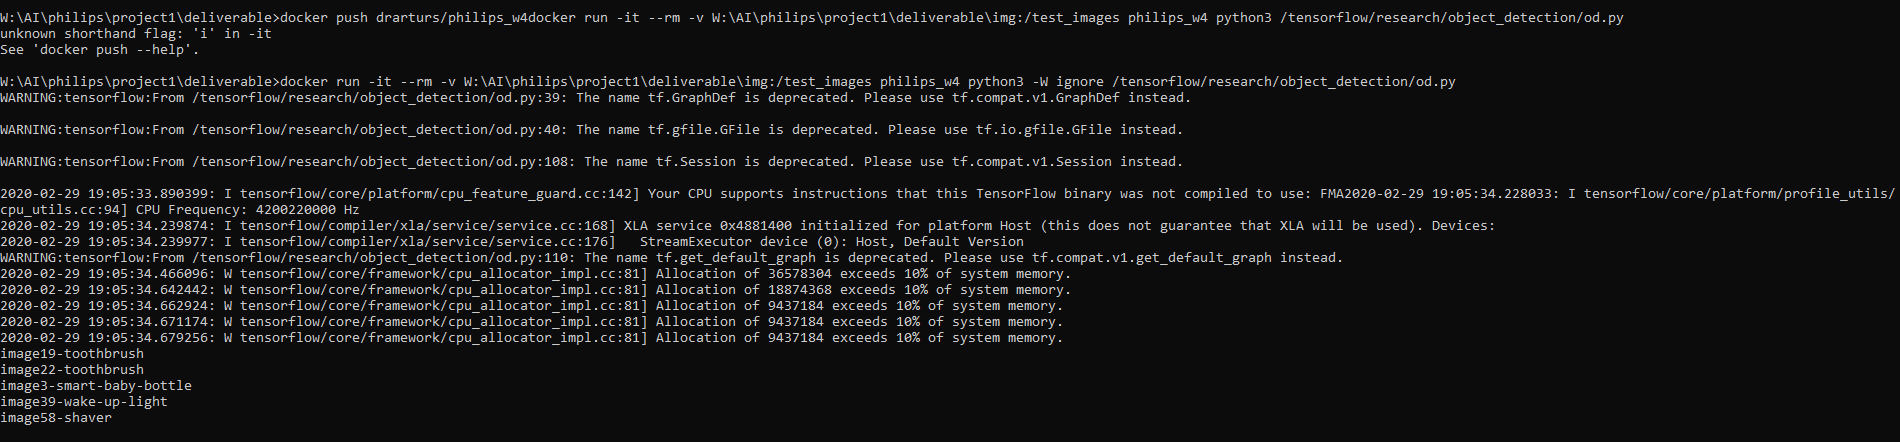 W:\AI\philips\project1\deliverable>docker push drarturs/philips_w4docker run -it --rm -v W:\AI\philips\project1\deliverable\img:/test_images philips_w4 python3 /tensorflow/research/object_detection/od.py
unknown shorthand flag: 'i' in -it
See 'docker push --help'.
W:\AI\philips\project1\deliverable>docker run -it --rm -v W:\AI\philips\project1\deliverable\img:/test_images philips_w4 python3 -W ignore /tensorflow/research/object_detection/od.py
WARNING:tensorflow:From /tensorflow/research/object_detection/od.py:39: The name tf.GraphDef is deprecated. Please use tf.compat.v1.GraphDef instead.
WARNING:tensorflow:From /tensorflow/research/object_detection/od.py:40: The name tf.gfile.GFile is deprecated. Please use tf.io.gfile.GFile instead.
WARNING:tensorflow:From /tensorflow/research/object_detection/od.py:108: The name tf.Session is deprecated. Please use tf.compat.v1.Session instead.
2020-02-29 19:05:33.890399: I tensorflow/core/platform/cpu_feature_guard.cc:142] Your CPU supports instructions that this TensorFlow binary was not compiled to use: FMA2020-02-29 19:05:34.228033: I tensorflow/core/platform/profile_utils/
cpu_utils.cc:94] CPU Frequency: 4200220000 Hz
2020-02-29 19:05:34.239874: I tensorflow/compiler/xla/service/service.cc:168] XLA service 0x4881400 initialized for platform Host (this does not guarantee that XLA will be used). Devices:
2020-02-29 19:05:34.239977: I tensorflow/compiler/xla/service/service.cc:176]   StreamExecutor device (0): Host, Default Version
WARNING:tensorflow:From /tensorflow/research/object_detection/od.py:110: The name tf.get_default_graph is deprecated. Please use tf.compat.v1.get_default_graph instead.
2020-02-29 19:05:34.466096: W tensorflow/core/framework/cpu_allocator_impl.cc:81] Allocation of 36578304 exceeds 10% of system memory.
2020-02-29 19:05:34.642442: W tensorflow/core/framework/cpu_allocator_impl.cc:81] Allocation of 18874368 exceeds 10% of system memory.
2020-02-29 19:05:34.662924: W tensorflow/core/framework/cpu_allocator_impl.cc:81] Allocation of 9437184 exceeds 10% of system memory.
2020-02-29 19:05:34.671174: W tensorflow/core/framework/cpu_allocator_impl.cc:81] Allocation of 9437184 exceeds 10% of system memory.
2020-02-29 19:05:34.679256: W tensorflow/core/framework/cpu_allocator_impl.cc:81] Allocation of 9437184 exceeds 10% of system memory.
image19-toothbrush
image22-toothbrush
image3-smart-baby-bottle
image39-wake-up-light
image58-shaver